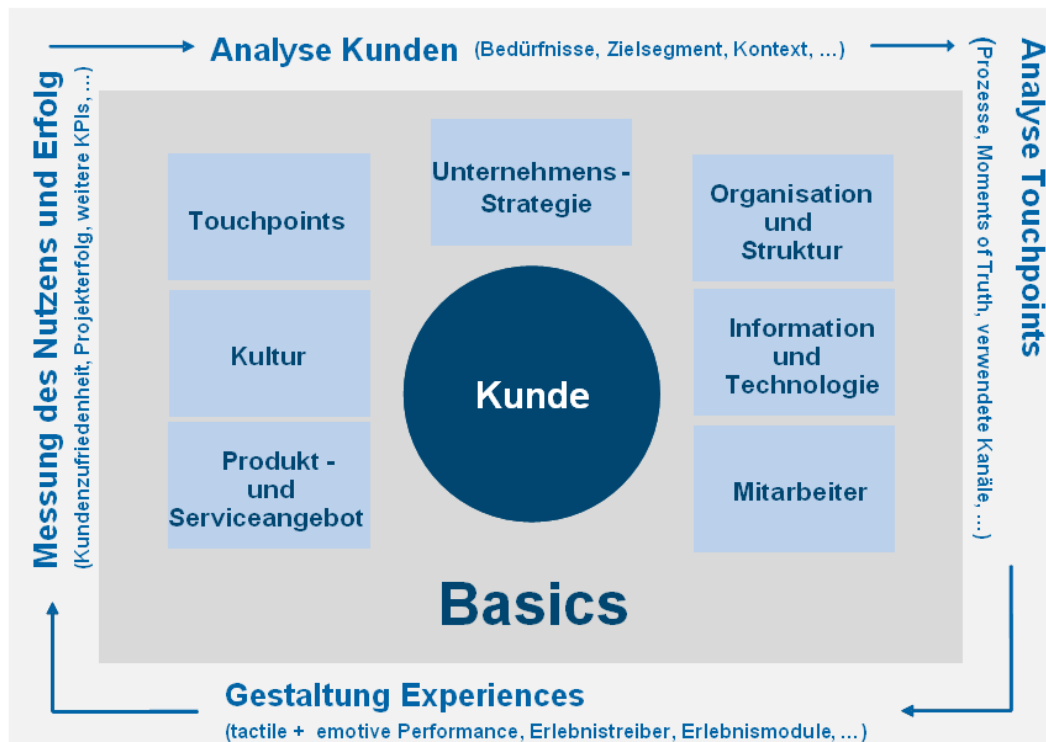 Analyse Kunden (Bedürfnisse, Zielsegment, Kontext, ...)
Analyse Touchpoints
(Prozesse, Moments of Truth, verwendete Kanäle, ...)
Messung des Nutzens und Erfolg
(Kundenzufriedenheit, Projekterfolg, weitere KPIs, ...)
Touchpoints
Kultur
Produkt -
und
Serviceangebot
Unternehmens -
Strategie
Kunde
Organisation
und
Struktur
Information
und
Technologie
Mitarbeiter
Basics
Gestaltung Experiences
(tactile + emotive Performance, Erlebnistreiber, Erlebnismodule, ...)